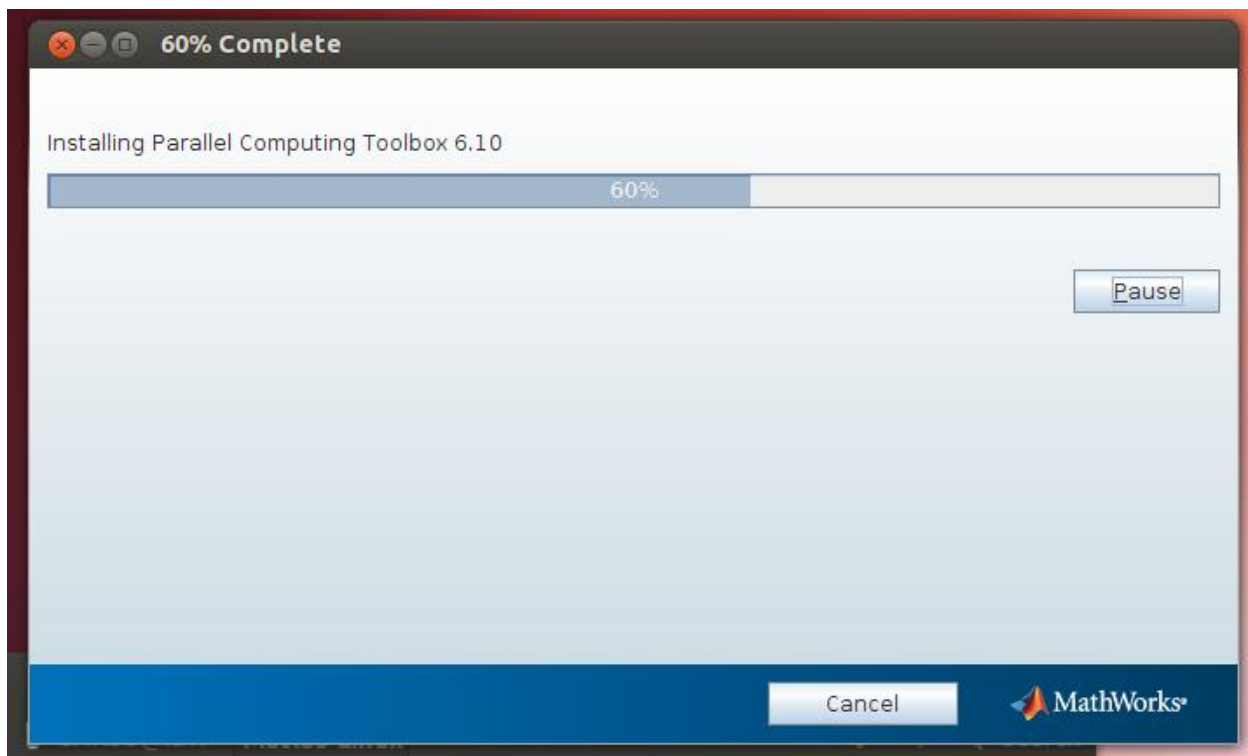 60% Complete
Installing Parallel Computing Toolbox 6.10
60%
Pause
Cancel
MathWorks